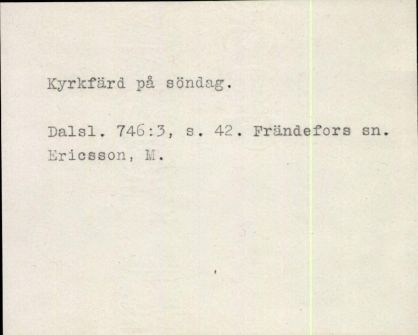 Kyrkfärd på söndag.
Dalsl. 746:3, s. 42. Frändefors sn.
Ericsson, M.